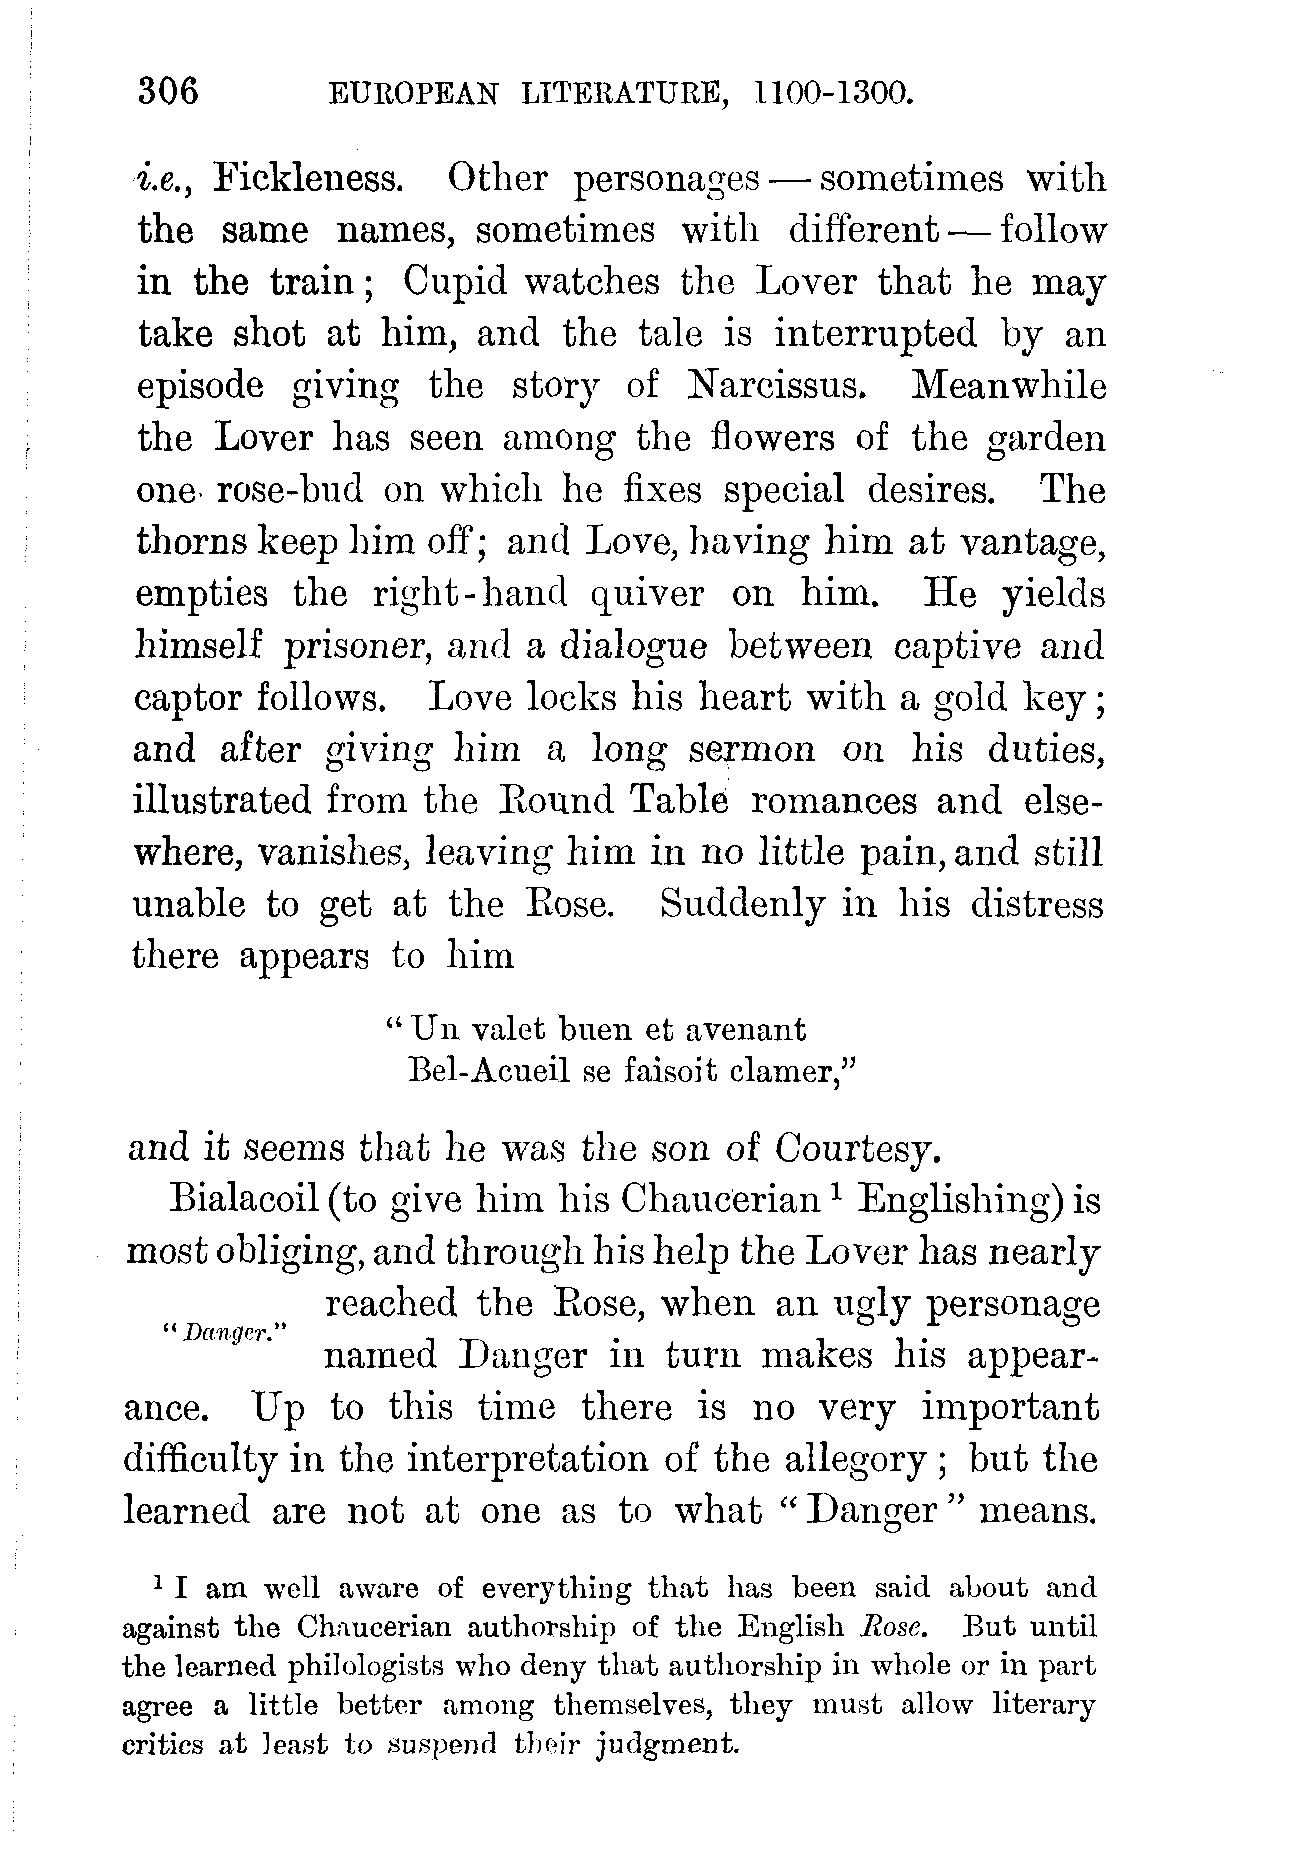 306 EUROPEAN LITERATURE, 1100-1300.
i.e., Fickleness. Other personages — sometimes with
the same names, sometimes with different — follow
in the train; Cupid watches the Lover that he may
take shot at him, and the tale is interrupted by an
episode giving the story of Narcissus. Meanwhile
the Lover has seen among the flowers of the garden
one rose-bud on which he fixes special desires. The
thorns keep him off; and Love, having him at vantage,
empties the right-hand quiver on him. He yields
himself prisoner, and a dialogue between captive and
captor follows. Love locks his heart with a gold key;
and after giving him a long sermon on his duties,
illustrated from the Round Table romances and else-
where, vanishes, leaving him in no little pain, and still
unable to get at the Rose. Suddenly in his distress
there appears to him
“Un valet buen et avenant
Bel-Acueil se faisoit clamer,”
and it seems that he was the son of Courtesy.
Bialacoil (to give him his Chaucerian¹ Englishing) is
most obliging, and through his help the Lover has nearly
reached the Rose, when an ugly personage
“Danger.”
named Danger in turn makes his appear-
ance. Up to this time there is no very important
difficulty in the interpretation of the allegory; but the
learned are not at one as to what “Danger” means.
¹ I am well aware of everything that has been said about and
against the Chaucerian authorship of the English Rose. But until
the learned philologists who deny that authorship in whole or in part
agree a little better among themselves, they must allow literary
critics at least to suspend their judgment.